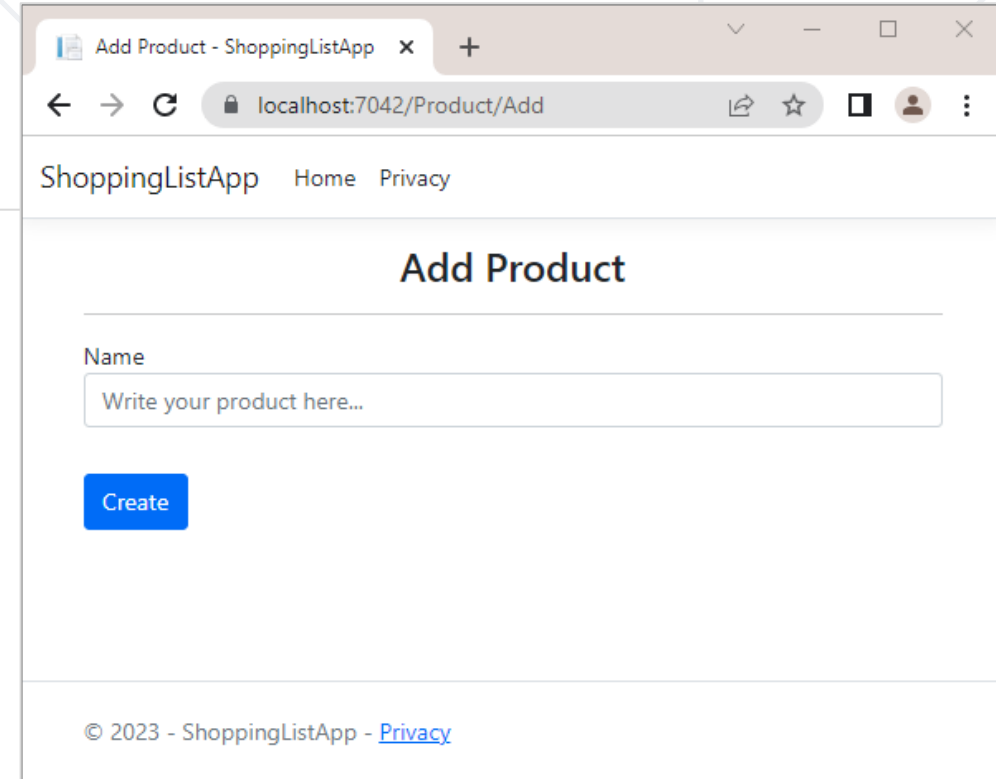 Add Product - ShoppingListApp
localhost:7042/Product/Add
ShoppingListApp Home Privacy
Add Product
Name
Write your product here...
Create
© 2023 - ShoppingListApp - Privacy